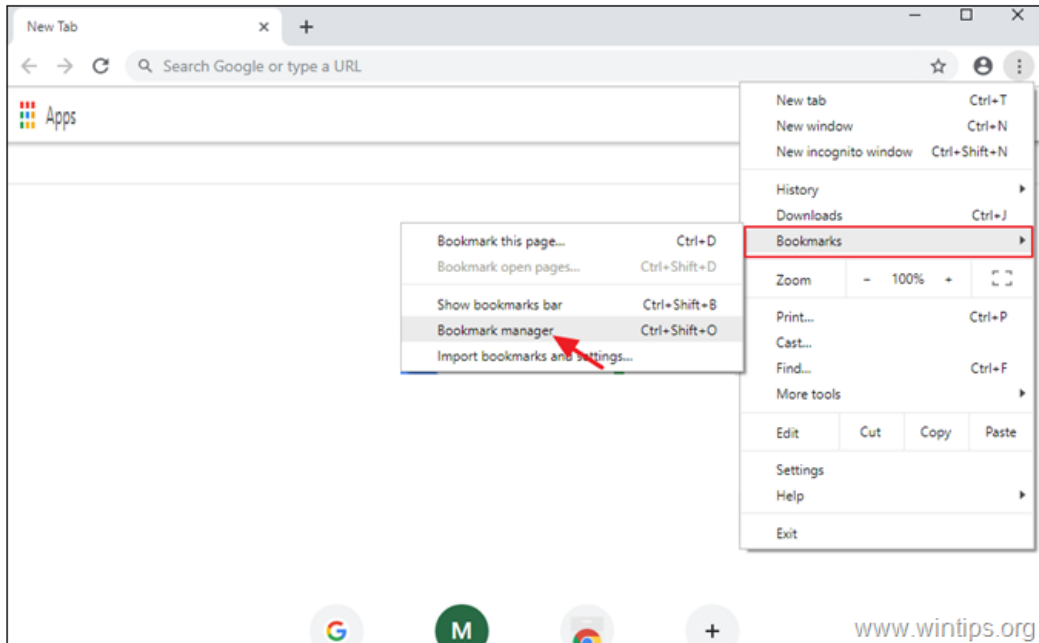 New Tab
Search Google or type a URL
Apps
New tab Ctrl+T
New window Ctrl+N
New incognito window Ctrl+Shift+N
History
Downloads Ctrl+J
Bookmarks
Bookmark this page... Ctrl+D
Bookmark open pages... Ctrl+Shift+D
Show bookmarks bar Ctrl+Shift+B
Bookmark manager Ctrl+Shift+O
Import bookmarks and settings...
Zoom - 100% +
Print... Ctrl+P
Cast...
Find... Ctrl+F
More tools
Edit Cut Copy Paste
Settings
Help
Exit
G M +
www.wintips.org